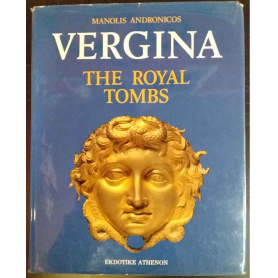 MANOLIS ANDRONICOS
VERGINA
THE ROYAL
TOMBS
EKDOTIKE ATHENON